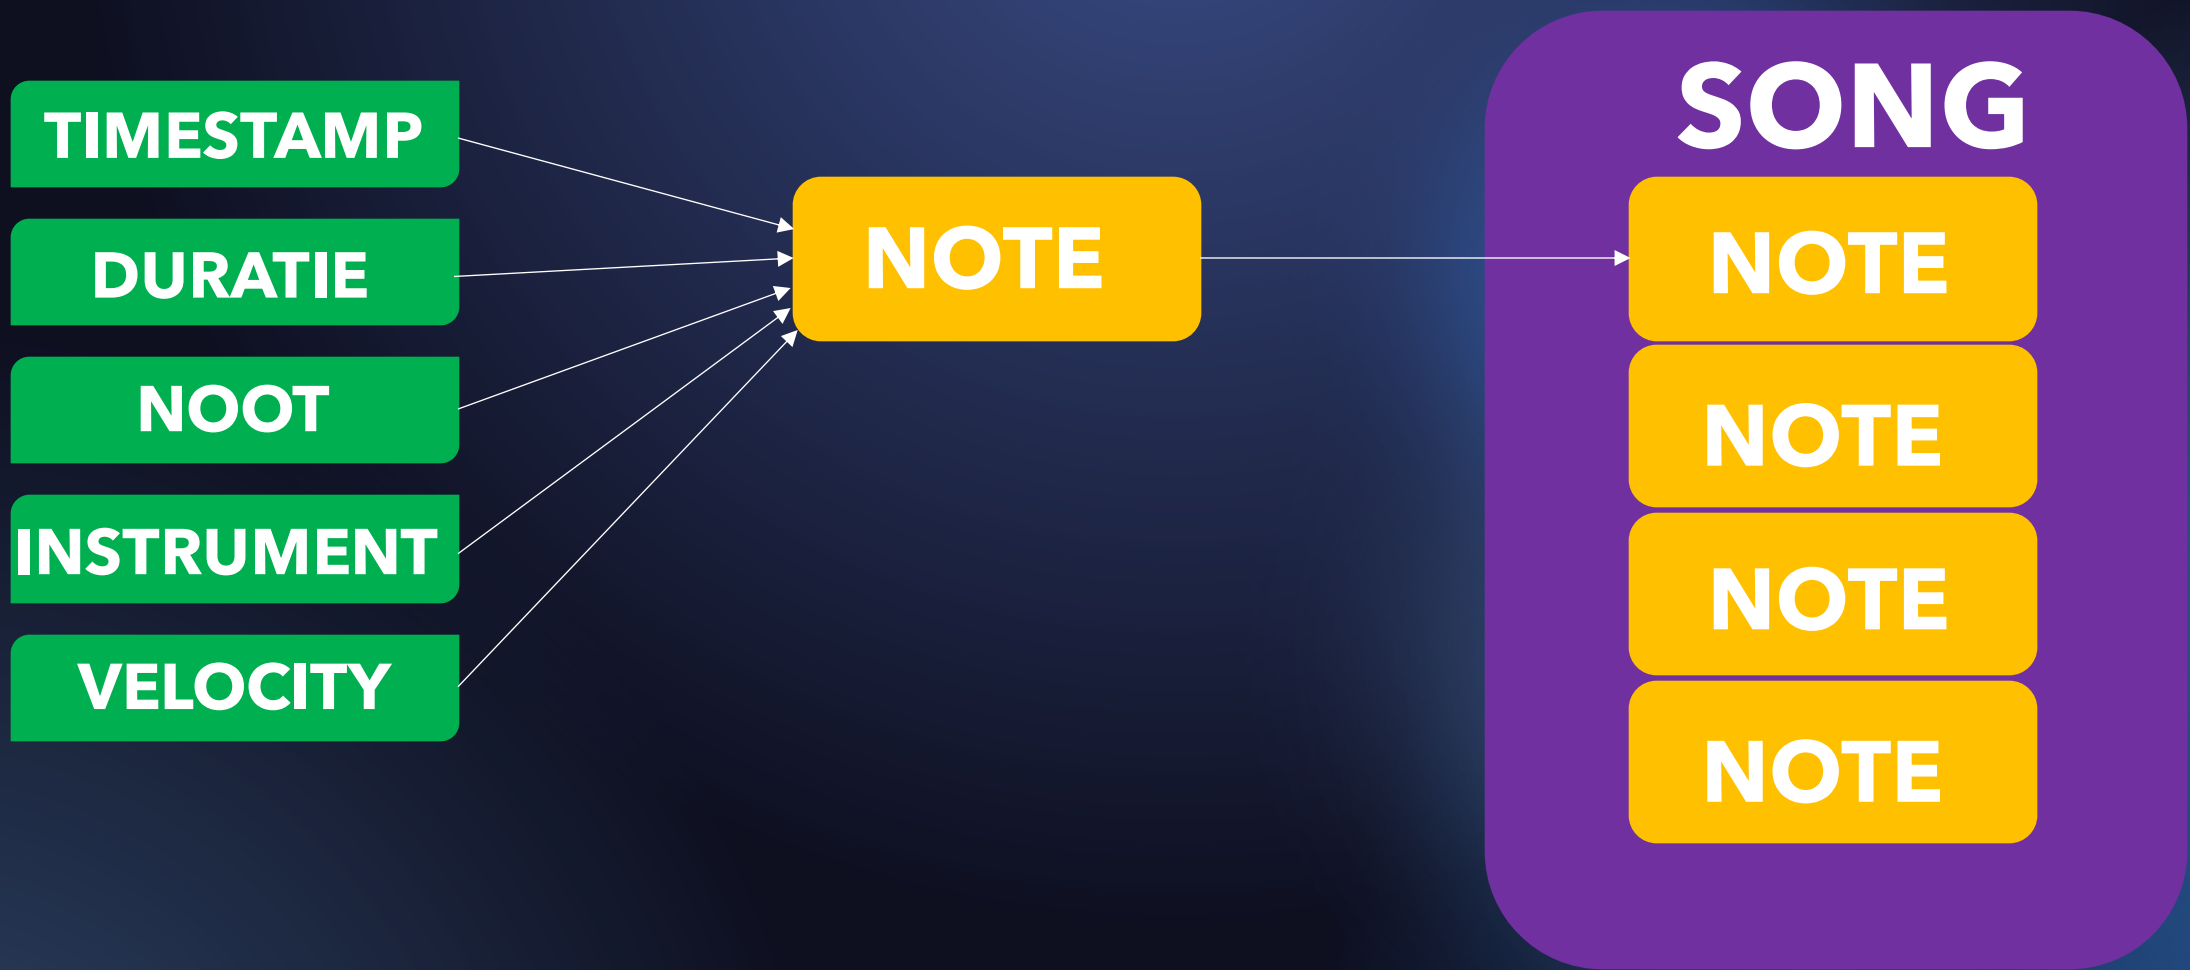 TIMESTAMP
DURATIE
NOOT
INSTRUMENT
VELOCITY
NOTE
SONG
NOTE
NOTE
NOTE
NOTE